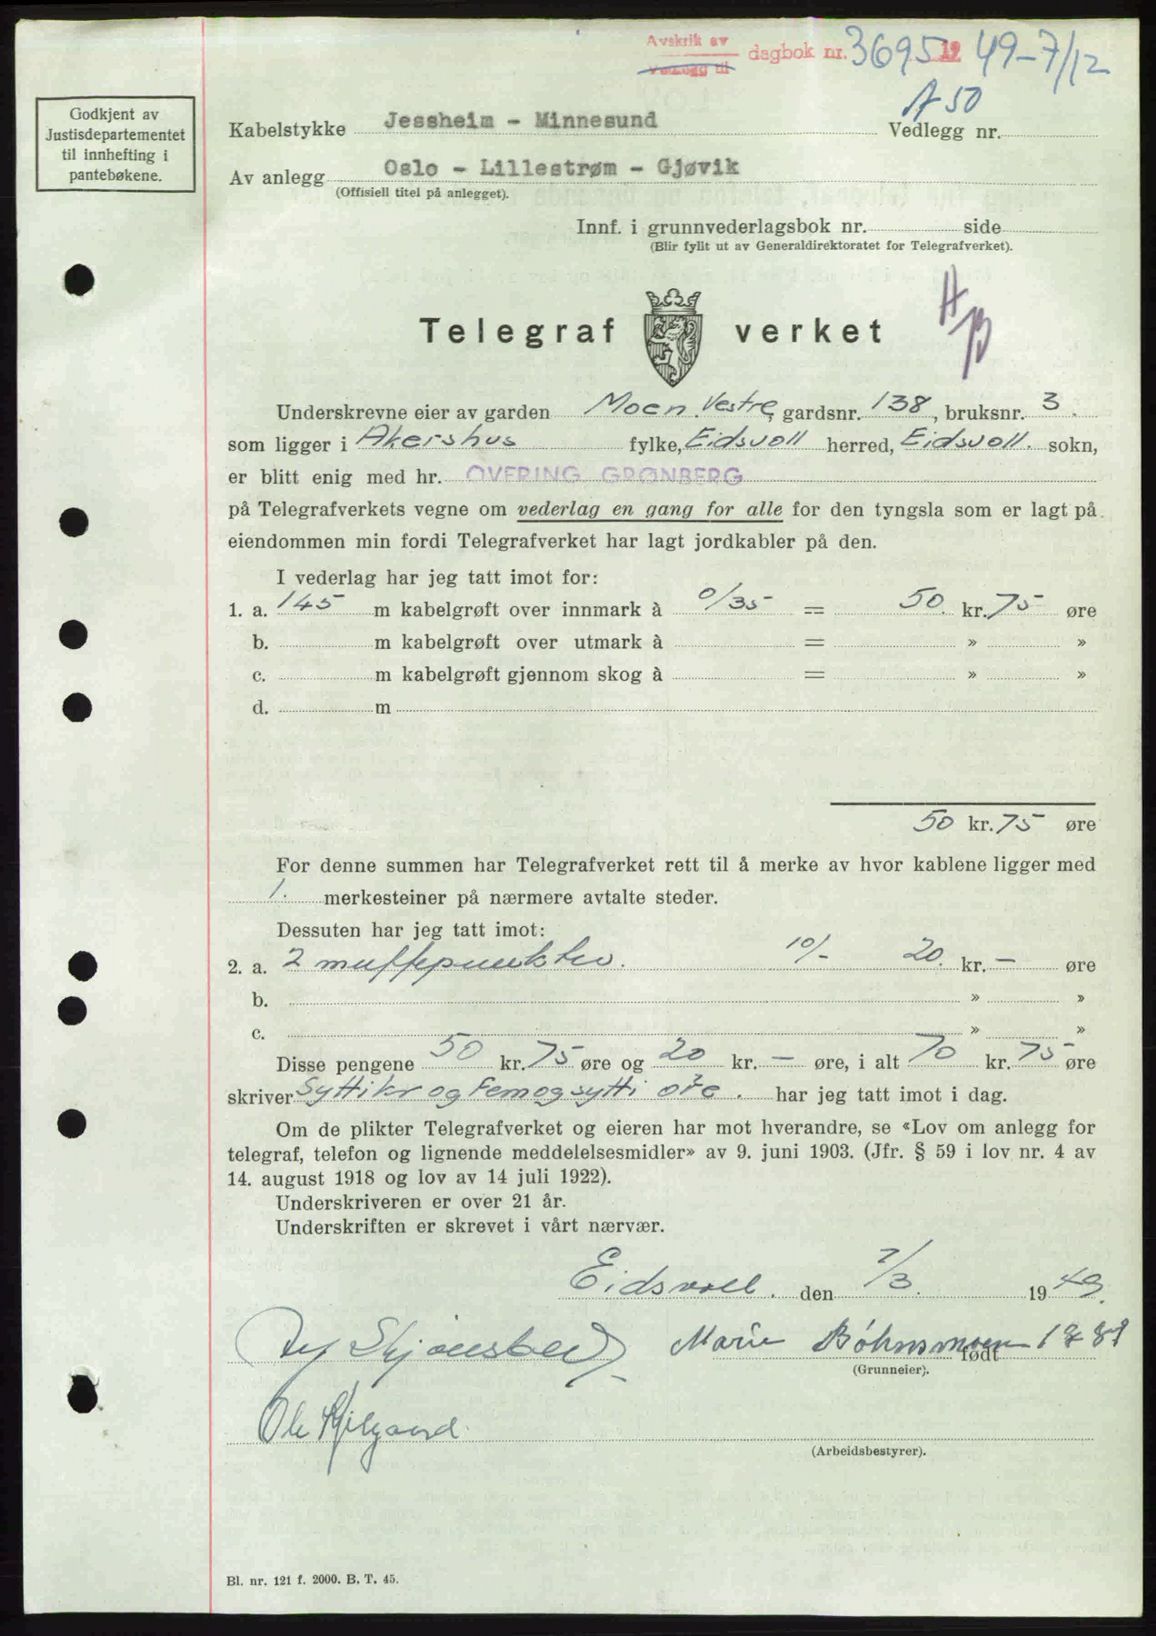 Avskrik av
Vedlegg til
dagbok nr. 3695 1949-7/12
A 50
Godkjent av
Justisdepartementet
til innhefting i
pantebøkene.
Kabelstykke Jessheim - Minnesund Vedlegg nr.
Av anlegg Oslo - Lillestrøm - Gjøvik
(Offisiell titel på anlegget).
Innf. i grunnvederlagsbok nr. side
(Blir fyllt ut av Generaldirektoratet for Telegrafverket).
H/B
Telegraf verket
Underskrevne eier av garden Moen Vestre, gardsnr. 138, bruksnr. 3.
som ligger i Akershus fylke, Eidsvoll herred, Eidsvoll. sokn,
er blitt enig med hr. OVERING GRØNBERG
på Telegrafverkets vegne om vederlag en gang for alle for den tyngsla som er lagt på
eiendommen min fordi Telegrafverket har lagt jordkabler på den.
I vederlag har jeg tatt imot for:
1. a. 145 m kabelgrøft over innmark à 0/35 = 50. kr. 75 øre
b. m kabelgrøft over utmark à = » »
c. m kabelgrøft gjennom skog à = » »
d. m
50 kr. 75 øre
For denne summen har Telegrafverket rett til å merke av hvor kablene ligger med
1. merkesteiner på nærmere avtalte steder.
Dessuten har jeg tatt imot:
2. a. 2 muffepunkter. 10/- 20. kr. — øre
b. » »
c. » »
Disse pengene 50 kr. 75 øre og 20 kr. — øre, i alt 70 kr. 75 øre
skriver Sytti kr og femogsytti øre. har jeg tatt imot i dag.
Om de plikter Telegrafverket og eieren har mot hverandre, se «Lov om anlegg for
telegraf, telefon og lignende meddelelsesmidler» av 9. juni 1903. (Jfr. § 59 i lov nr. 4 av
14. august 1918 og lov av 14 juli 1922).
Underskriveren er over 21 år.
Underskriften er skrevet i vårt nærvær.
Eidsvoll. den 7/3. 1949.
Marie Bøhnsmoen født 1881
(Grunneier).
Ole
(Arbeidsbestyrer).
Bl. nr. 121 f. 2000. B. T. 45.